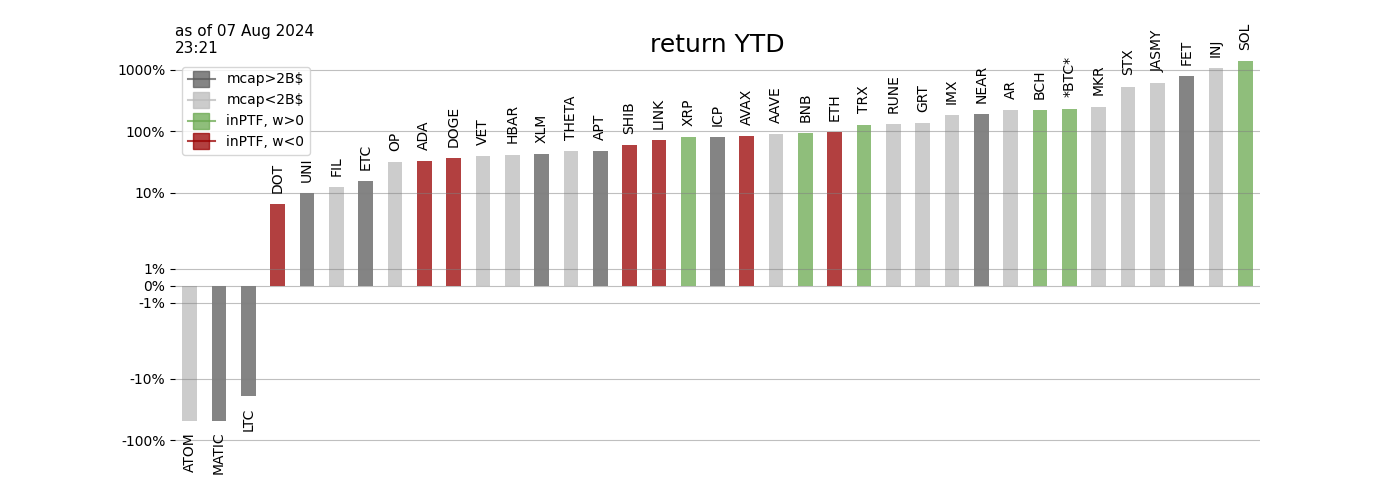 as of 07 Aug 2024
23:21
return YTD
mcap>2B$
mcap<2B$
inPTF, w>0
inPTF, w<0
1000%
100%
10%
1%
0%
-1%
-10%
-100%
ATOM
MATIC
LTC
DOT
UNI
FIL
ETC
OP
ADA
DOGE
VET
HBAR
XLM
THETA
APT
SHIB
LINK
XRP
ICP
AVAX
AAVE
BNB
ETH
TRX
RUNE
GRT
IMX
NEAR
AR
BCH
*BTC*
MKR
STX
JASMY
FET
INJ
SOL